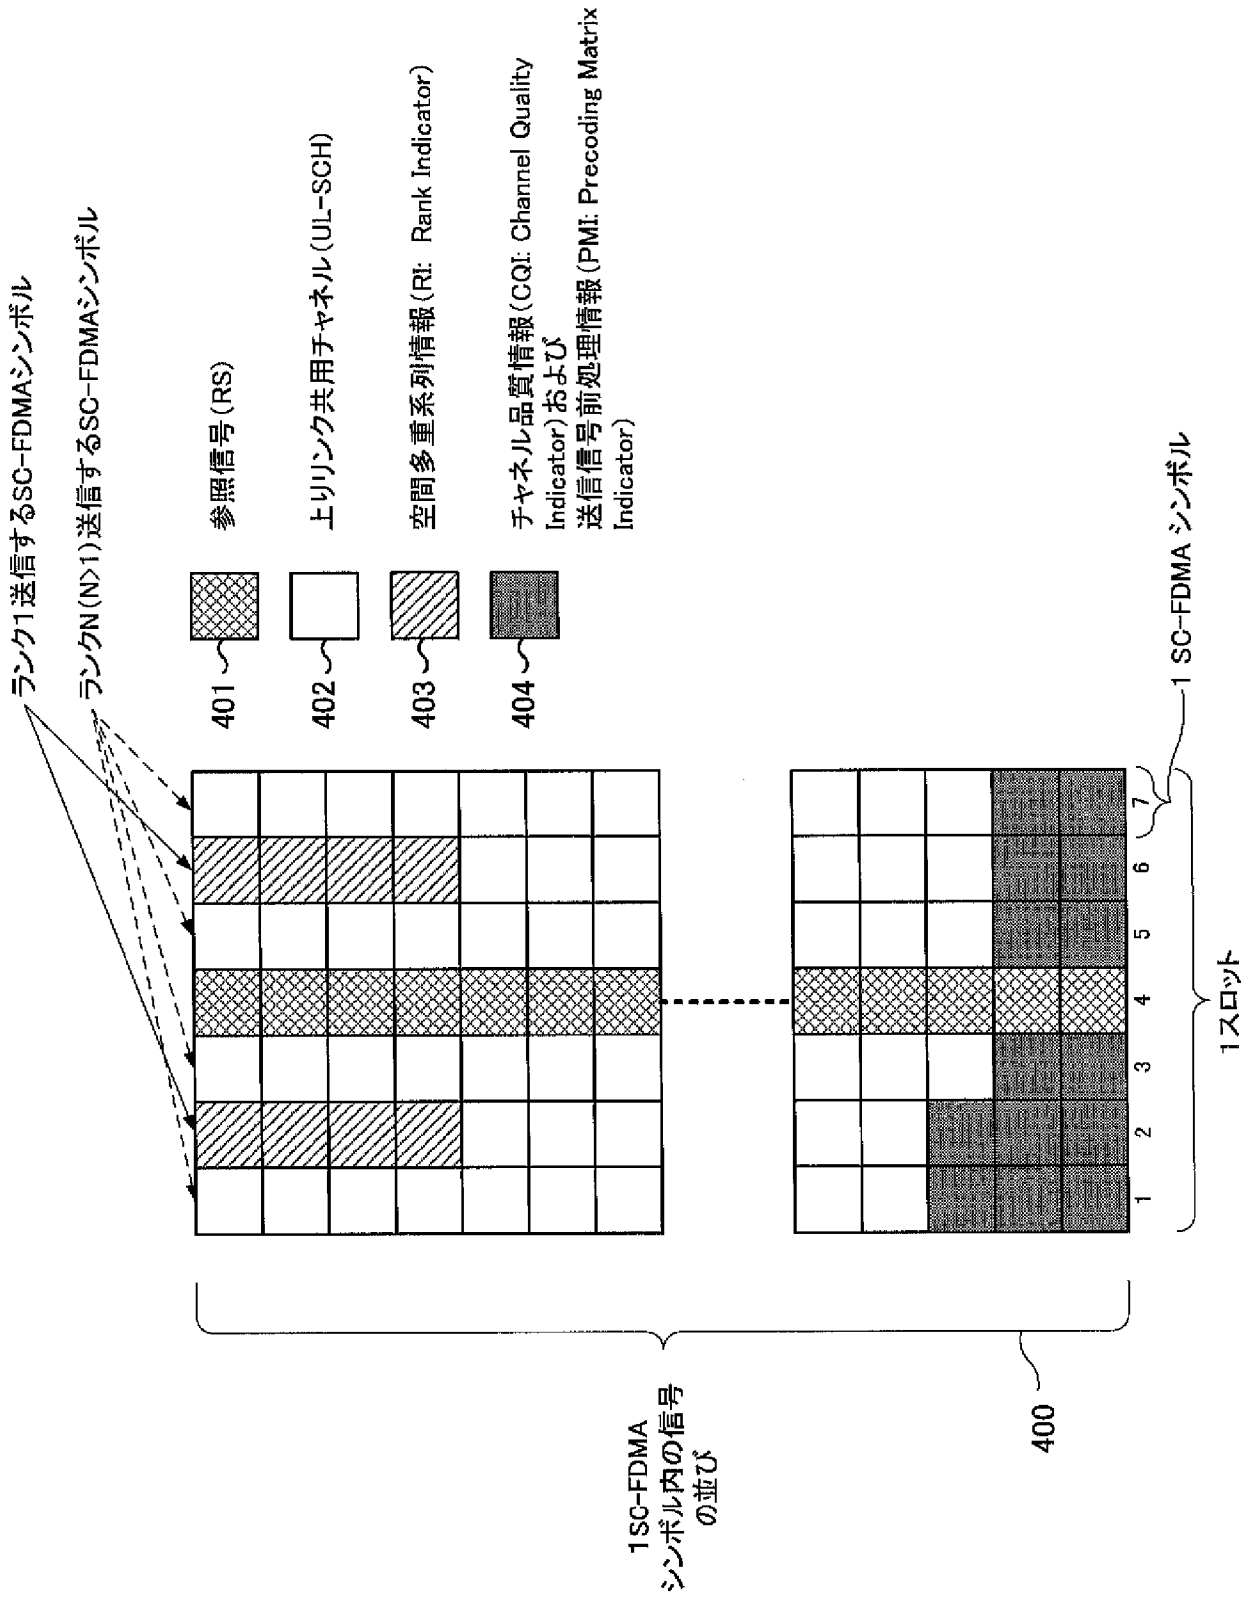 ランク1送信するSC-FDMAシンボル
ランクN(N>1)送信するSC-FDMAシンボル
401
参照信号(RS)
402
上りリンク共用チャネル(UL-SCH)
403
空間多重系列情報(RI: Rank Indicator)
404
チャネル品質情報(CQI: Channel Quality
Indicator)および
送信信号前処理情報(PMI: Precoding Matrix
Indicator)
1SC-FDMA
シンボル内の信号
の並び
400
1 2 3 4 5 6 7
1スロット
1 SC-FDMA シンボル